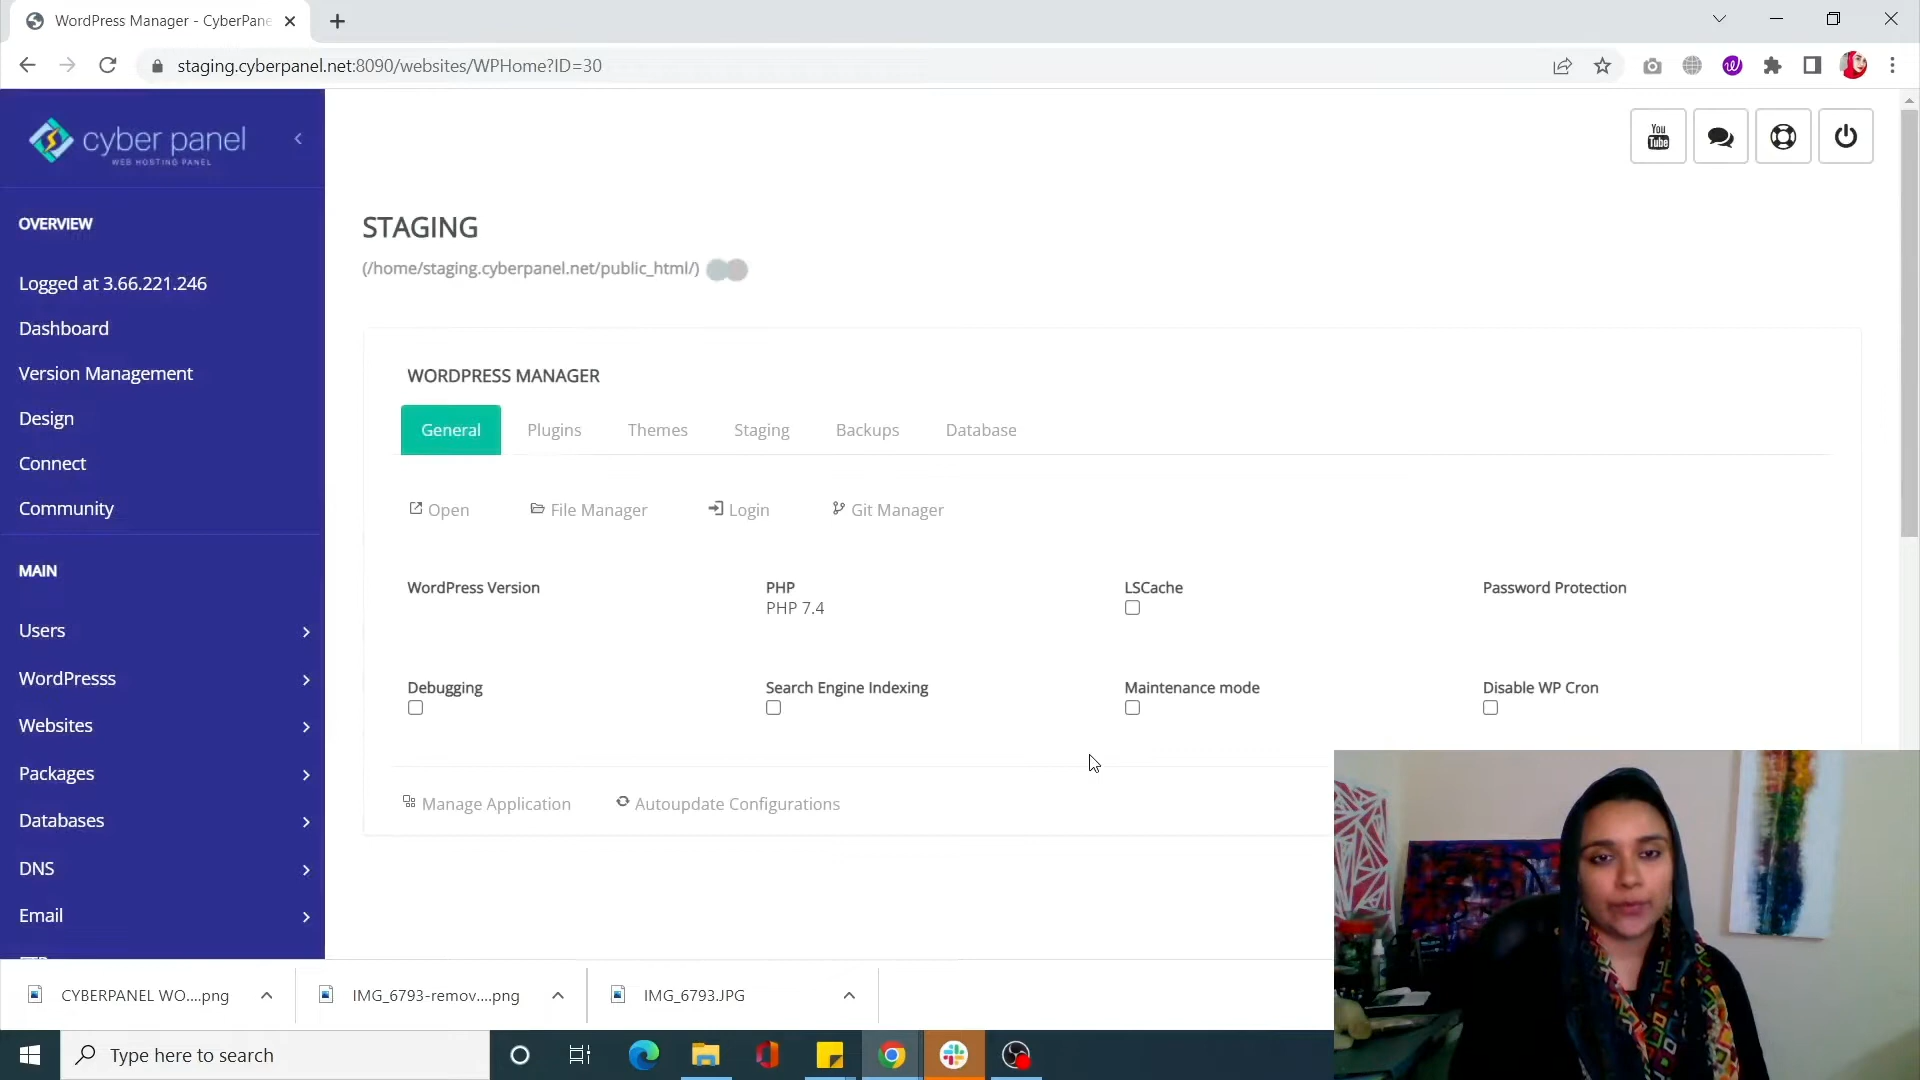 WordPress Manager - CyberPane
staging.cyberpanel.net:8090/websites/WPHome?ID=30
cyber panel
WEB HOSTING PANEL
You
Tube
OVERVIEW
Logged at 3.66.221.246
Dashboard
Version Management
Design
Connect
Community
MAIN
Users
WordPresss
Websites
Packages
Databases
DNS
Email
STAGING
(/home/staging.cyberpanel.net/public_html/)
WORDPRESS MANAGER
General Plugins Themes Staging Backups Database
Open File Manager Login Git Manager
WordPress Version PHP LSCache Password Protection
PHP 7.4
Debugging Search Engine Indexing Maintenance mode Disable WP Cron
Manage Application Autoupdate Configurations
CYBERPANEL WO....png IMG_6793-remov....png IMG_6793.JPG
Type here to search